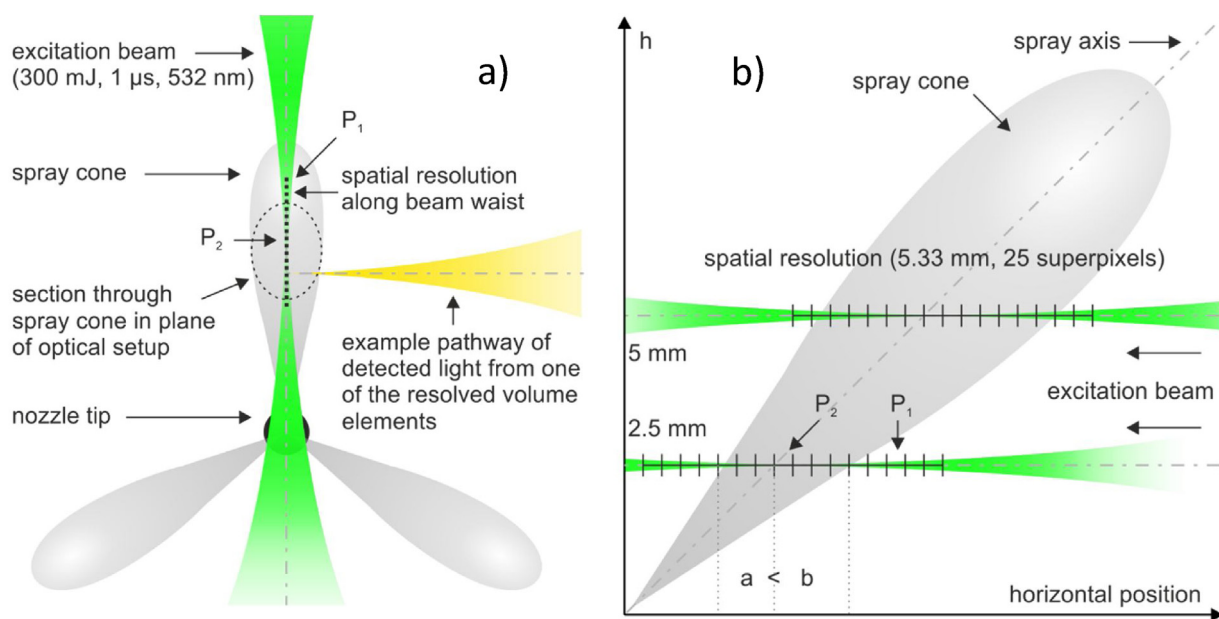 excitation beam
(300 mJ, 1 µs, 532 nm)
a)
P1
spray cone
spatial resolution
along beam waist
P2
section through
spray cone in plane
of optical setup
example pathway of
detected light from one
of the resolved volume
elements
nozzle tip
h
b)
spray axis
spray cone
spatial resolution (5.33 mm, 25 superpixels)
5 mm
excitation beam
P2
P1
2.5 mm
a < b
horizontal position